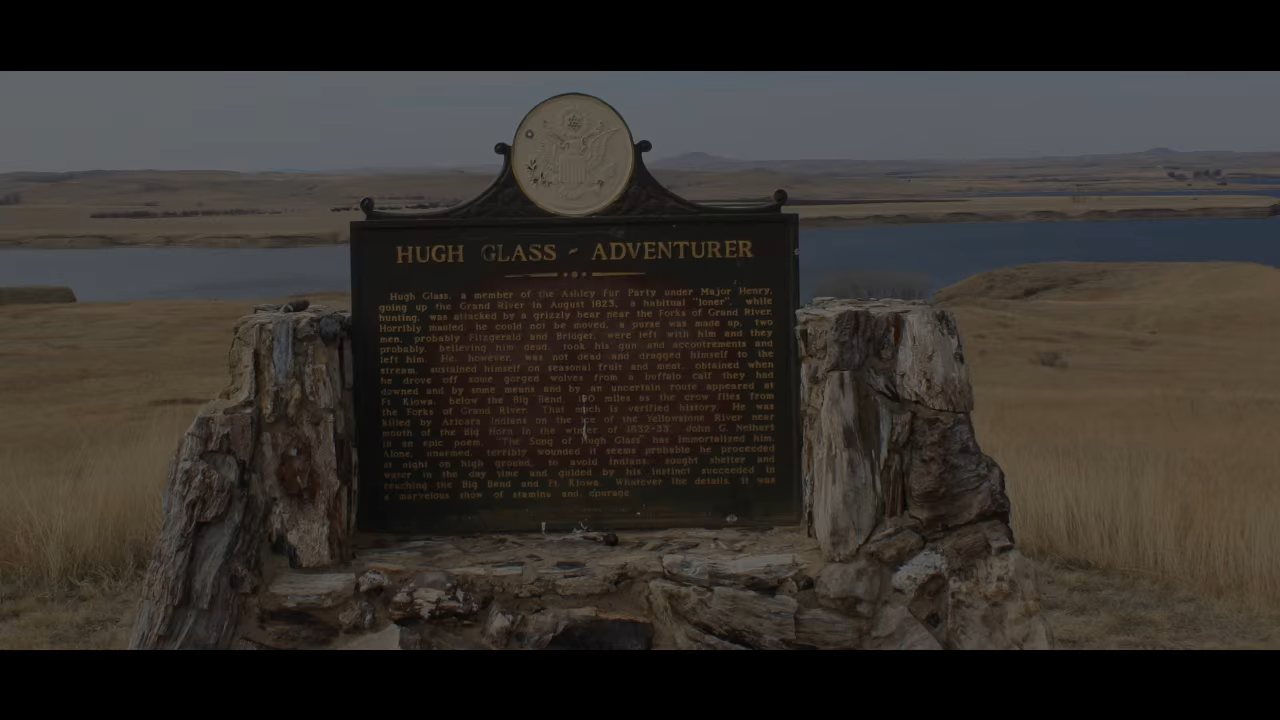 HUGH GLASS ~ ADVENTURER
Hugh Glass, a member of the Ashley Fur Party under Major Henry,
going up the Grand River in August 1823, a habitual "loner", while
hunting, was attacked by a grizzly bear near the Forks of Grand River.
Horribly mauled, he could not be moved, a purse was made up, two
men, probably Fitzgerald and Bridger, were left with him and they
probably, believing him dead, took his gun and accoutrements and
left him. He, however, was not dead and dragged himself to the
stream, sustained himself on seasonal fruit and meat, obtained when
he drove off some gorged wolves from a buffalo calf they had
downed and by some means and by an uncertain route appeared at
Ft. Kiowa, below the Big Bend, 190 miles as the crow flies from
the Forks of Grand River. That much is verified history. He was
killed by Aricara Indians on the ice of the Yellowstone River near
mouth of the Big Horn in the winter of 1832-33. John G. Neihart
in an epic poem, "The Song of Hugh Glass" has immortalized him.
Alone, unarmed, terribly wounded it seems probable he proceeded
at night on high ground, to avoid Indians, sought shelter and
water in the day time and guided by his instinct succeeded in
reaching the Big Bend and Ft. Kiowa. Whatever the details, it was
a marvelous show of stamina and courage.